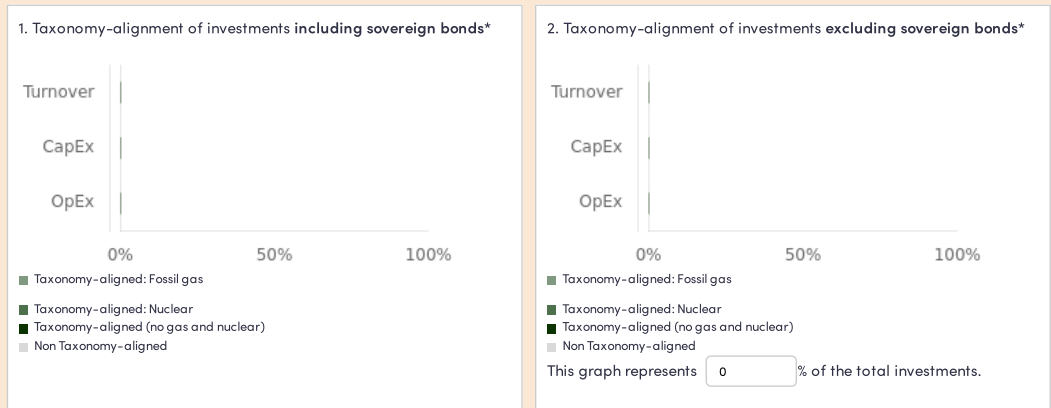 1. Taxonomy-alignment of investments including sovereign bonds*
Turnover
CapEx
OpEx
0% 50% 100%
Taxonomy-aligned: Fossil gas
Taxonomy-aligned: Nuclear
Taxonomy-aligned (no gas and nuclear)
Non Taxonomy-aligned
2. Taxonomy-alignment of investments excluding sovereign bonds*
Turnover
CapEx
OpEx
0% 50% 100%
Taxonomy-aligned: Fossil gas
Taxonomy-aligned: Nuclear
Taxonomy-aligned (no gas and nuclear)
Non Taxonomy-aligned
This graph represents 0 % of the total investments.